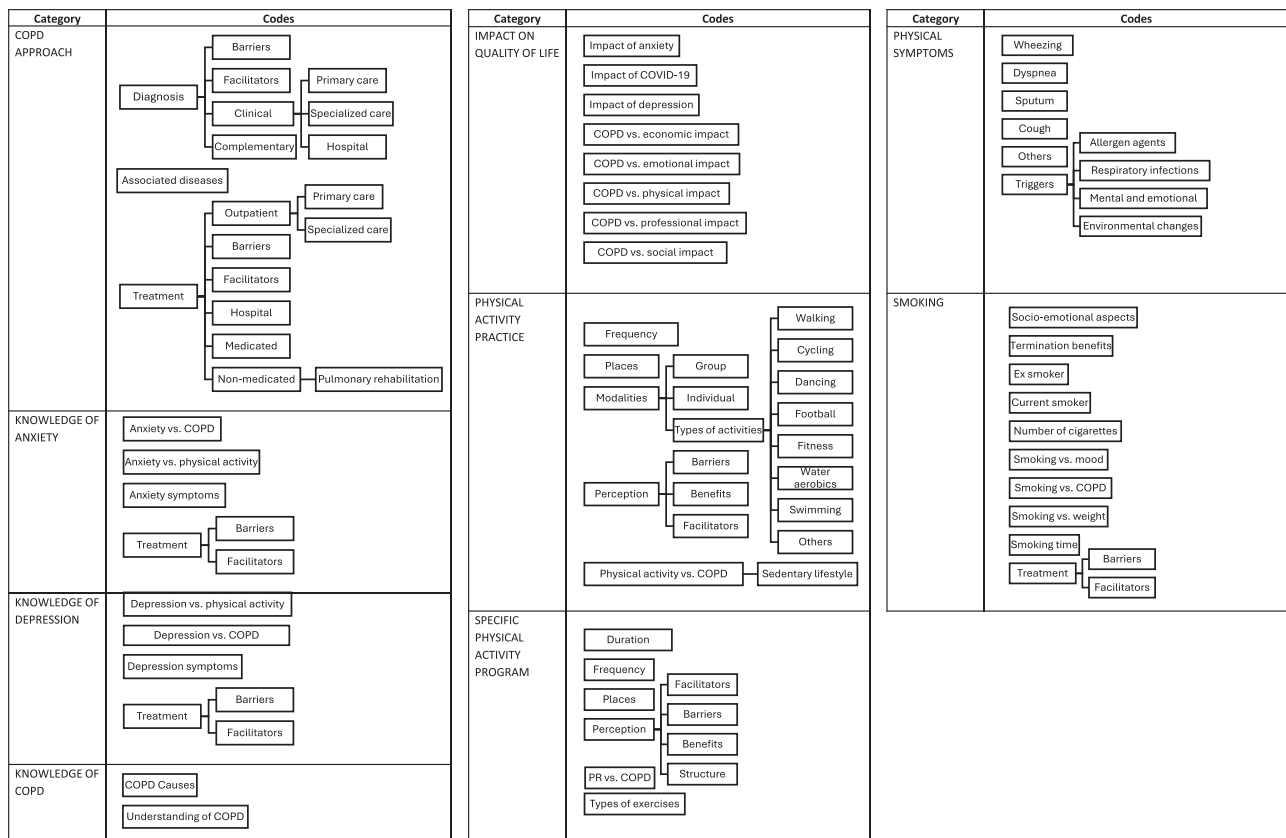 Category
Codes
COPD
APPROACH
Diagnosis
Barriers
Facilitators
Clinical
Complementary
Primary care
Specialized care
Hospital
Associated diseases
Treatment
Outpatient
Primary care
Specialized care
Barriers
Facilitators
Hospital
Medicated
Non-medicated
Pulmonary rehabilitation
KNOWLEDGE OF
ANXIETY
Anxiety vs. COPD
Anxiety vs. physical activity
Anxiety symptoms
Treatment
Barriers
Facilitators
KNOWLEDGE OF
DEPRESSION
Depression vs. physical activity
Depression vs. COPD
Depression symptoms
Treatment
Barriers
Facilitators
KNOWLEDGE OF
COPD
COPD Causes
Understanding of COPD
Category
Codes
IMPACT ON
QUALITY OF LIFE
Impact of anxiety
Impact of COVID-19
Impact of depression
COPD vs. economic impact
COPD vs. emotional impact
COPD vs. physical impact
COPD vs. professional impact
COPD vs. social impact
PHYSICAL
ACTIVITY
PRACTICE
Frequency
Places
Modalities
Group
Individual
Types of activities
Walking
Cycling
Dancing
Football
Fitness
Water
aerobics
Swimming
Others
Perception
Barriers
Benefits
Facilitators
Physical activity vs. COPD
Sedentary lifestyle
SPECIFIC
PHYSICAL
ACTIVITY
PROGRAM
Duration
Frequency
Places
Perception
Facilitators
Barriers
Benefits
Structure
PR vs. COPD
Types of exercises
Category
Codes
PHYSICAL
SYMPTOMS
Wheezing
Dyspnea
Sputum
Cough
Others
Triggers
Allergen agents
Respiratory infections
Mental and emotional
Environmental changes
SMOKING
Socio-emotional aspects
Termination benefits
Ex smoker
Current smoker
Number of cigarettes
Smoking vs. mood
Smoking vs. COPD
Smoking vs. weight
Smoking time
Treatment
Barriers
Facilitators